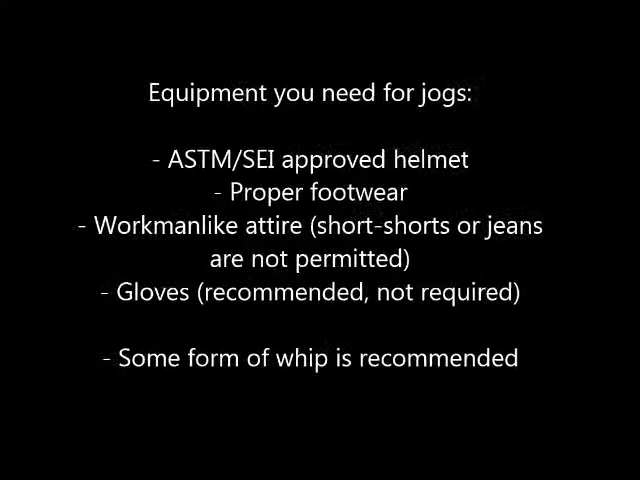 Equipment you need for jogs:
- ASTM/SEI approved helmet
- Proper footwear
- Workmanlike attire (short-shorts or jeans
are not permitted)
- Gloves (recommended, not required)
- Some form of whip is recommended